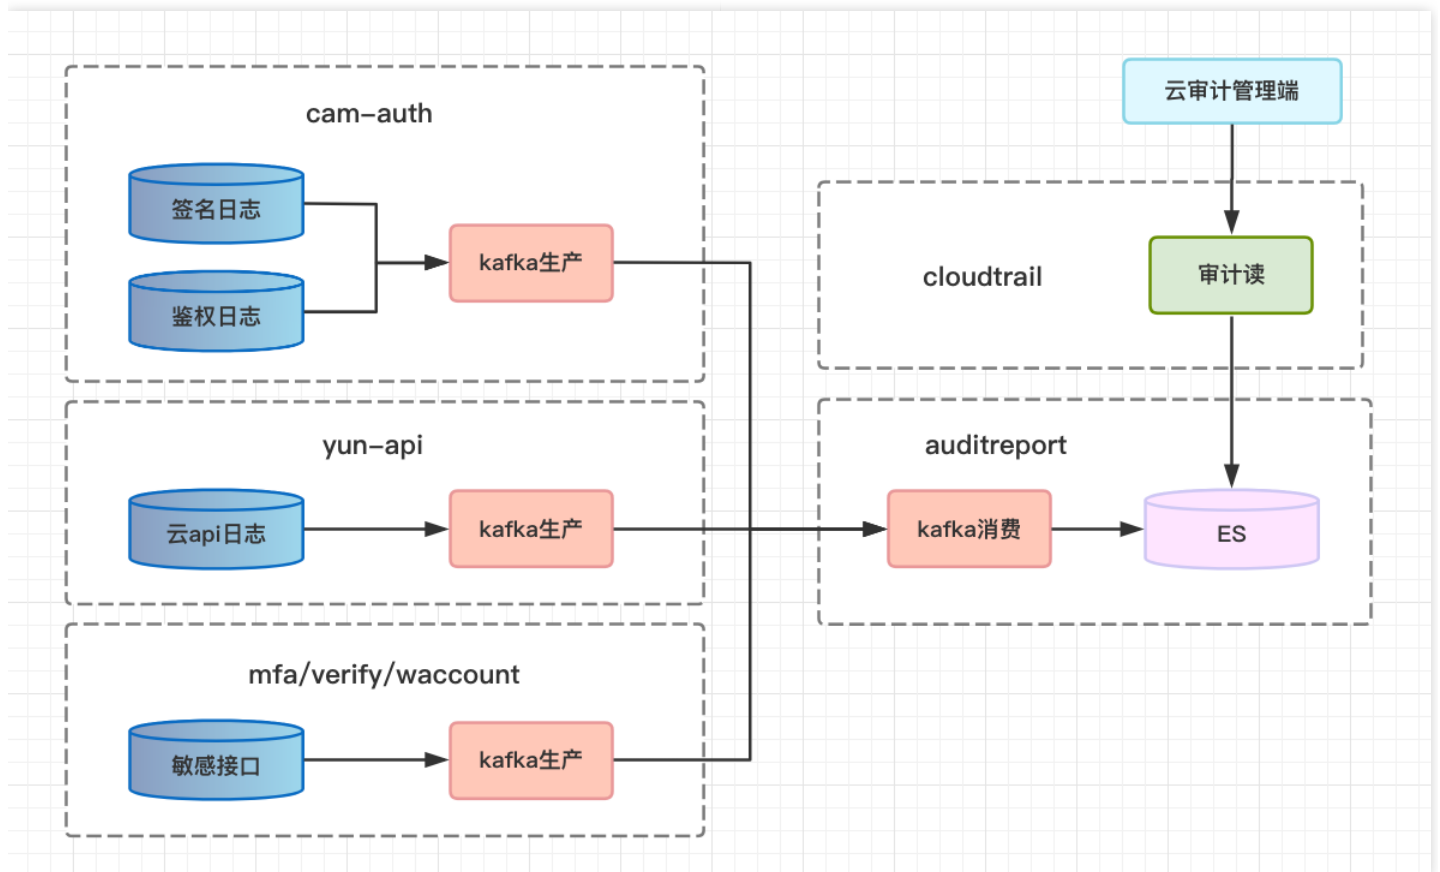 cam-auth
签名日志
鉴权日志
kafka生产
yun-api
云api日志
kafka生产
mfa/verify/waccount
敏感接口
kafka生产
云审计管理端
cloudtrail
审计读
auditreport
kafka消费
ES